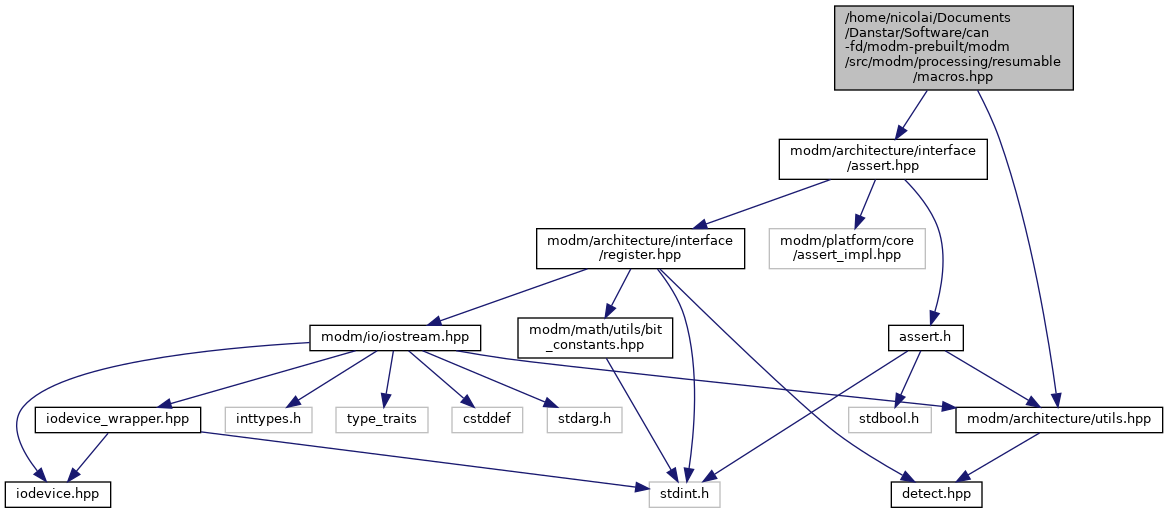 /home/nicolai/Documents
/Danstar/Software/can
-fd/modm-prebuilt/modm
/src/modm/processing/resumable
/macros.hpp
modm/architecture/interface
/assert.hpp
modm/architecture/interface
/register.hpp
modm/platform/core
/assert_impl.hpp
modm/io/iostream.hpp
modm/math/utils/bit
_constants.hpp
assert.h
iodevice_wrapper.hpp
inttypes.h
type_traits
cstddef
stdarg.h
stdbool.h
modm/architecture/utils.hpp
iodevice.hpp
stdint.h
detect.hpp